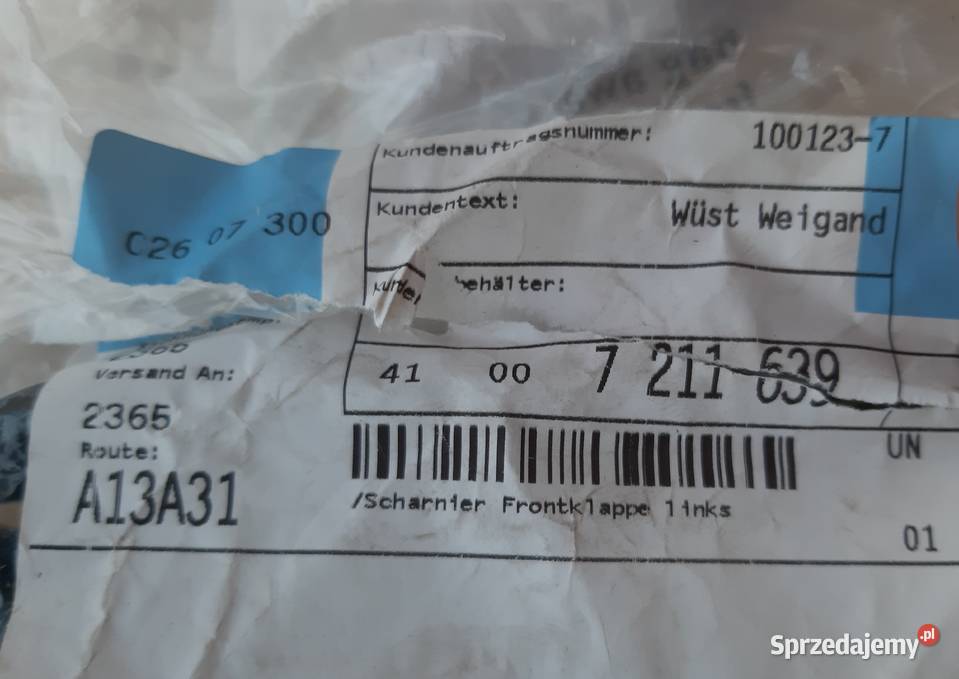 Kundenauftragsnummer: 100123-7
C26 07 300
Kundentext: Wüst Weigand
behälter:
41 00 7 211 639
Versand An:
2365
UN
Route:
A13A31
/Scharnier Frontklappe links
01
Sprzedajemy.pl